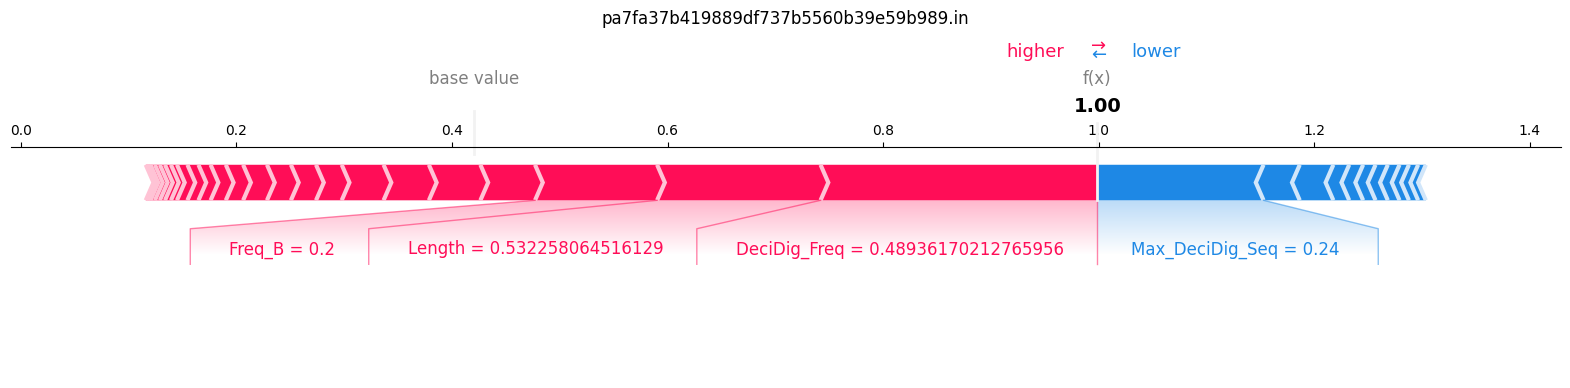 pa7fa37b419889df737b5560b39e59b989.in
higher → ← lower
base value f(x)
1.00
0.0 0.2 0.4 0.6 0.8 1.0 1.2 1.4
Freq_B = 0.2 Length = 0.532258064516129 DeciDig_Freq = 0.48936170212765956 Max_DeciDig_Seq = 0.24